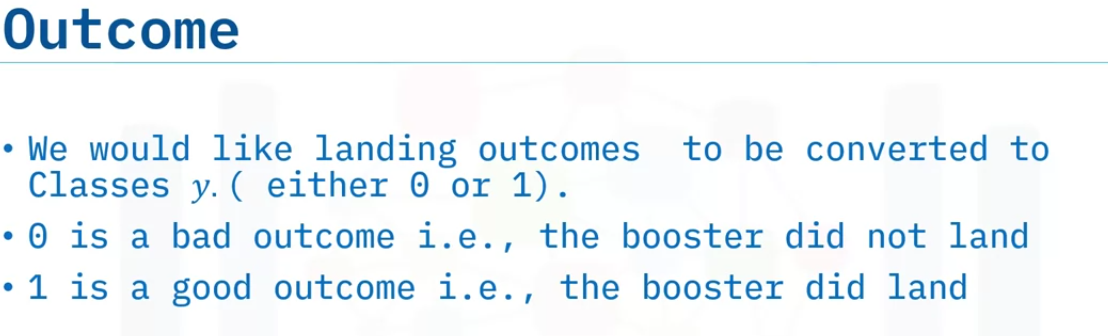 Outcome
• We would like landing outcomes  to be converted to
Classes y.( either 0 or 1).
• 0 is a bad outcome i.e., the booster did not land
• 1 is a good outcome i.e., the booster did land